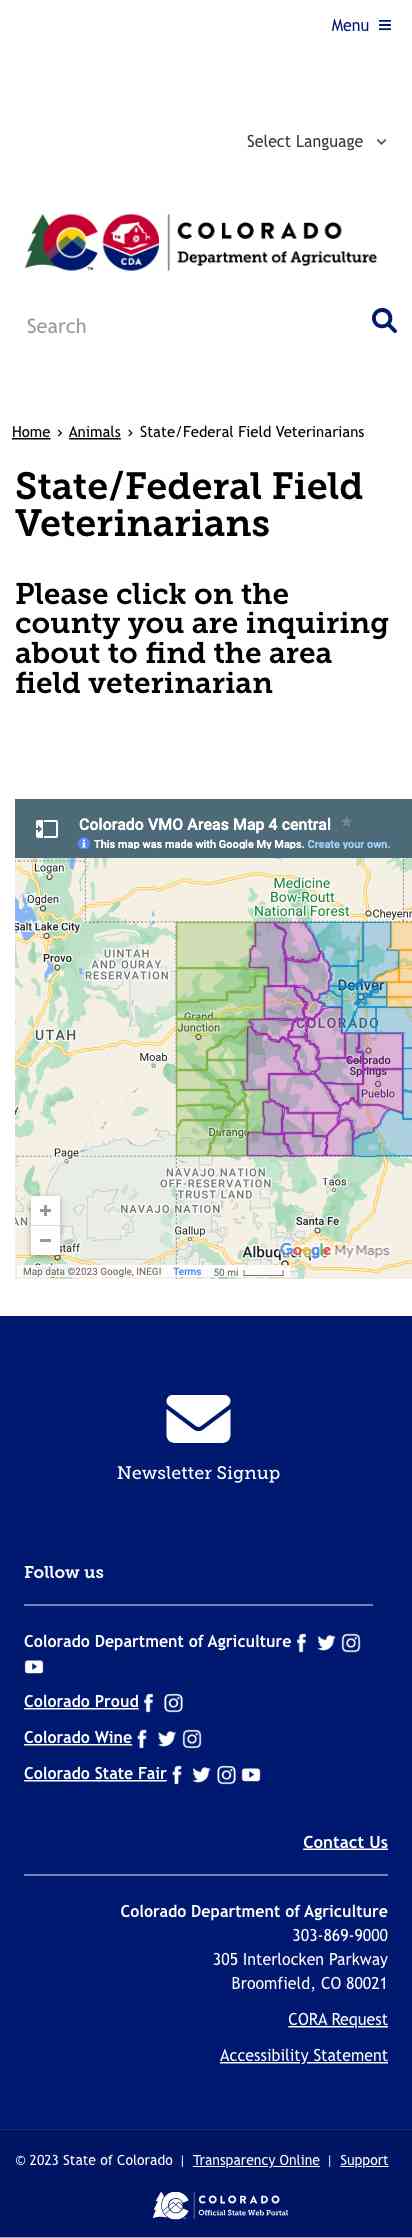 Menu
Select Language
COLORADO
CDA
TM
Department of Agriculture
Search
Home › Animals › State/Federal Field Veterinarians
State/Federal Field
Veterinarians
Please click on the
county you are inquiring
about to find the area
field veterinarian
Colorado VMO Areas Map 4 central
This map was made with Google My Maps. Create your own.
Logan
Medicine
Bow-Routt
National Forest
Ogden
Cheyenn
Salt Lake City
Provo
UINTAH
AND OURAY
RESERVATION
Denver
Grand
Junction
COLORADO
UTAH
Moab
Colorado
Springs
Pueblo
Durango
Page
NAVAJO NATION
OFF-RESERVATION
TRUST LAND
Taos
NAVAJO NATION
AN
Santa Fe
Gallup
staff
Albuquerque
Google My Maps
Map data ©2023 Google, INEGI Terms 50 mi
Newsletter Signup
Follow us
Colorado Department of Agriculture
Colorado Proud
Colorado Wine
Colorado State Fair
Contact Us
Colorado Department of Agriculture
303-869-9000
305 Interlocken Parkway
Broomfield, CO 80021
CORA Request
Accessibility Statement
© 2023 State of Colorado | Transparency Online | Support
COLORADO
Official State Web Portal